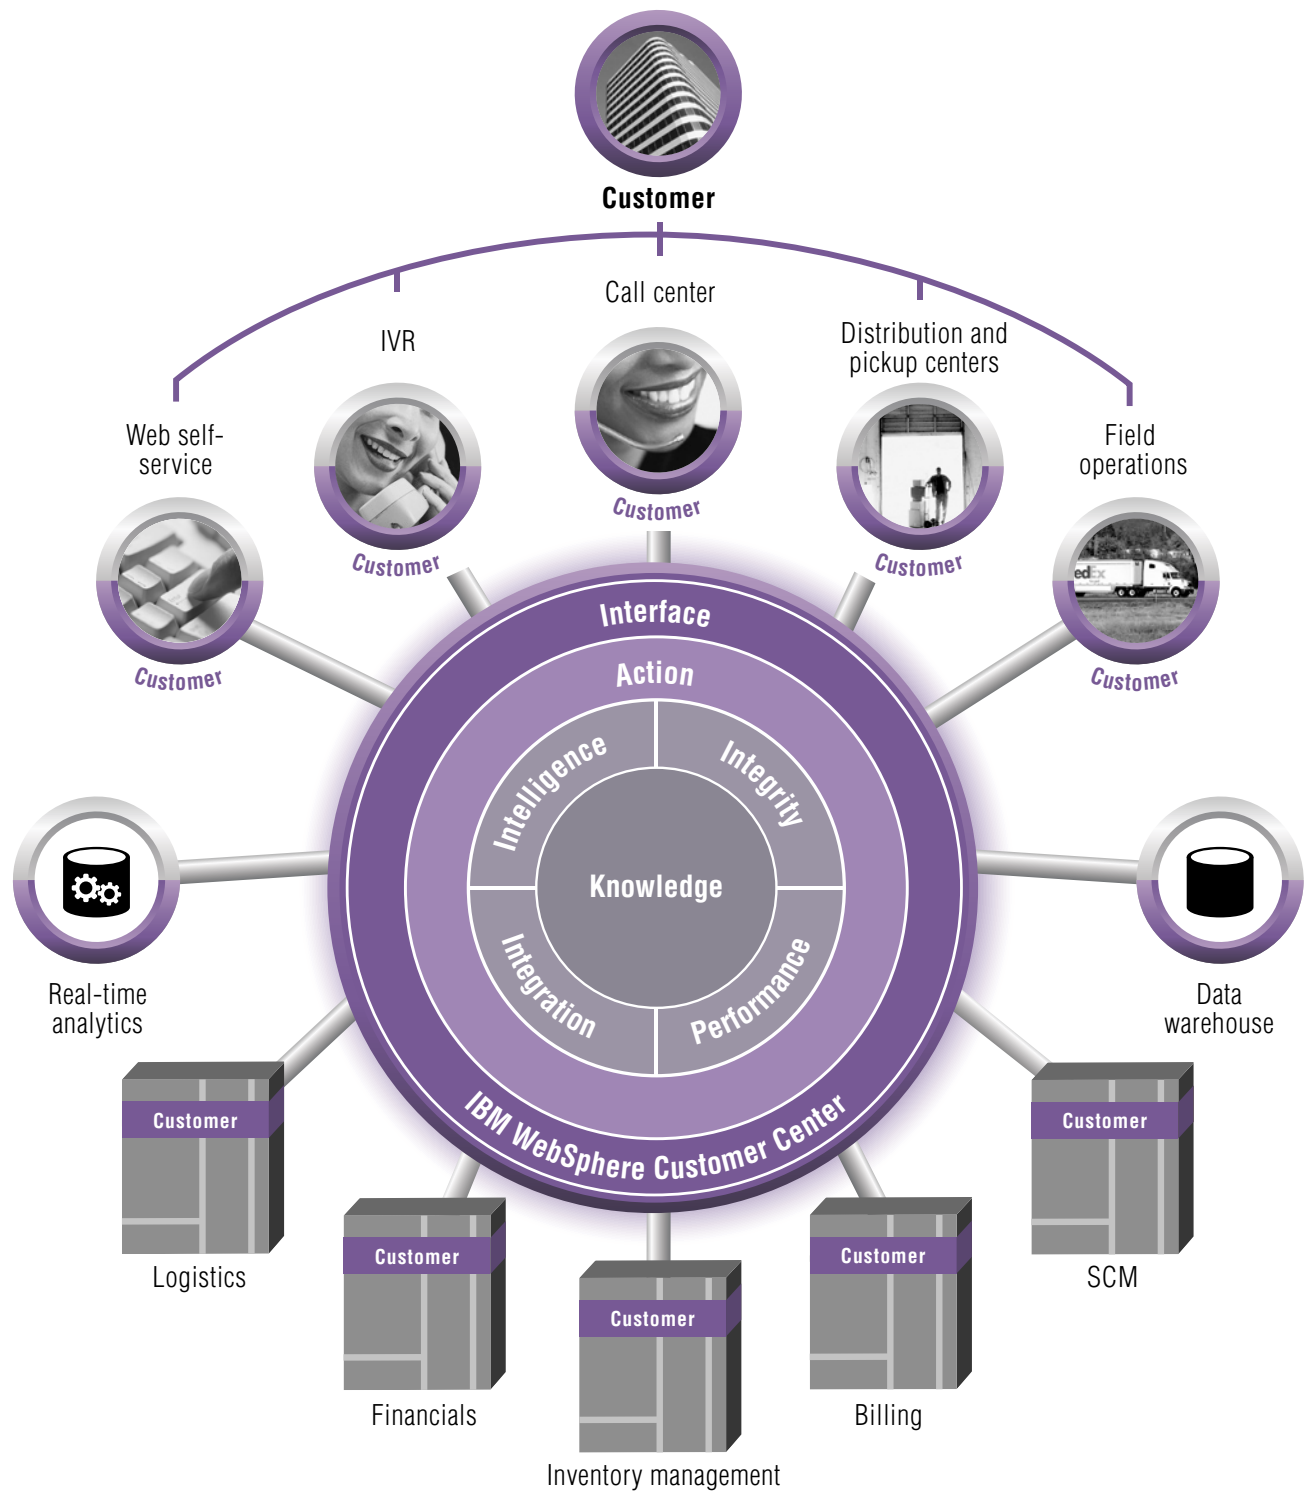 Customer
Call center
IVR
Distribution and
pickup centers
Web self-
service
Field
operations
Customer
Customer
Customer
edEx
Customer
Customer
Interface
Action
Intelligence
Integrity
Knowledge
Integration
Performance
IBM WebSphere Customer Center
Real-time
analytics
Data
warehouse
Customer
Logistics
Customer
Financials
Customer
Inventory management
Customer
Billing
Customer
SCM